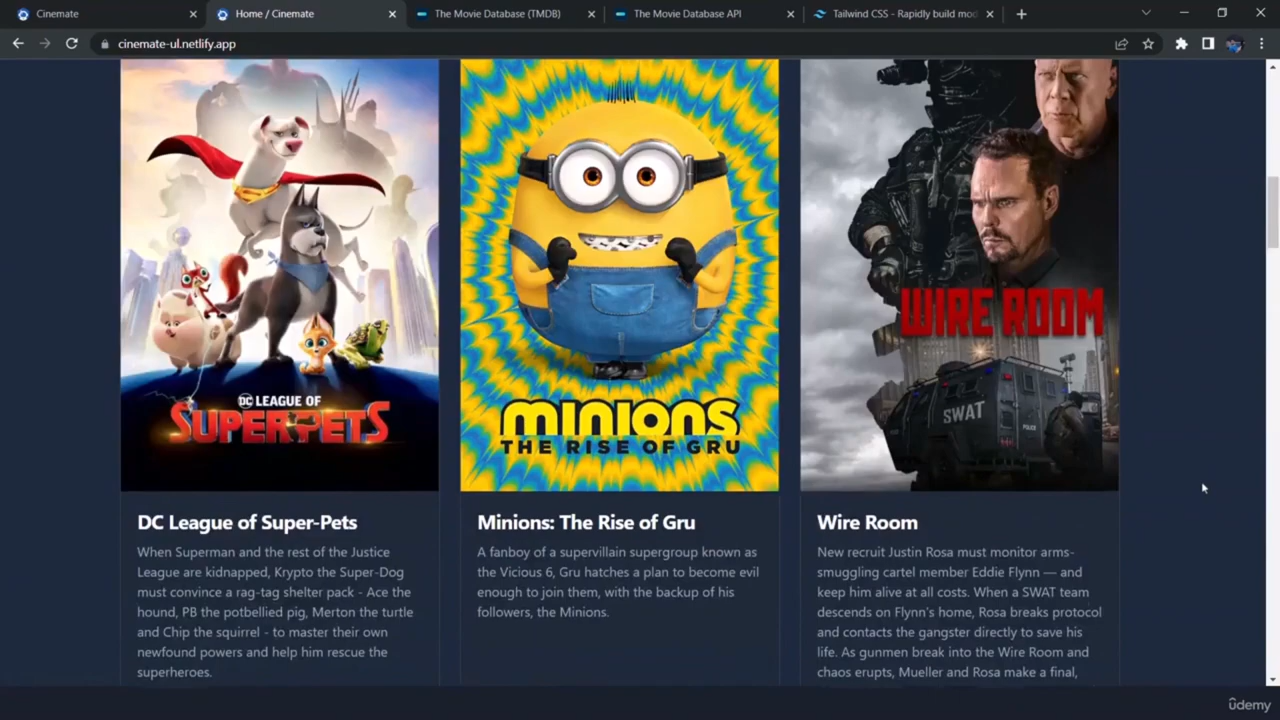 Cinemate
Home / Cinemate
The Movie Database (TMDB)
The Movie Database API
Tailwind CSS - Rapidly build mod
cinemate-ul.netlify.app
DC LEAGUE OF
SUPER-PETS
minions
THE RISE OF GRU
WIRE ROOM
SWAT
POLICE
DC League of Super-Pets
When Superman and the rest of the Justice
League are kidnapped, Krypto the Super-Dog
must convince a rag-tag shelter pack - Ace the
hound, PB the potbellied pig, Merton the turtle
and Chip the squirrel - to master their own
newfound powers and help him rescue the
superheroes.
Minions: The Rise of Gru
A fanboy of a supervillain supergroup known as
the Vicious 6, Gru hatches a plan to become evil
enough to join them, with the backup of his
followers, the Minions.
Wire Room
New recruit Justin Rosa must monitor arms-
smuggling cartel member Eddie Flynn — and
keep him alive at all costs. When a SWAT team
descends on Flynn's home, Rosa breaks protocol
and contacts the gangster directly to save his
life. As gunmen break into the Wire Room and
chaos erupts, Mueller and Rosa make a final,
ûdemy